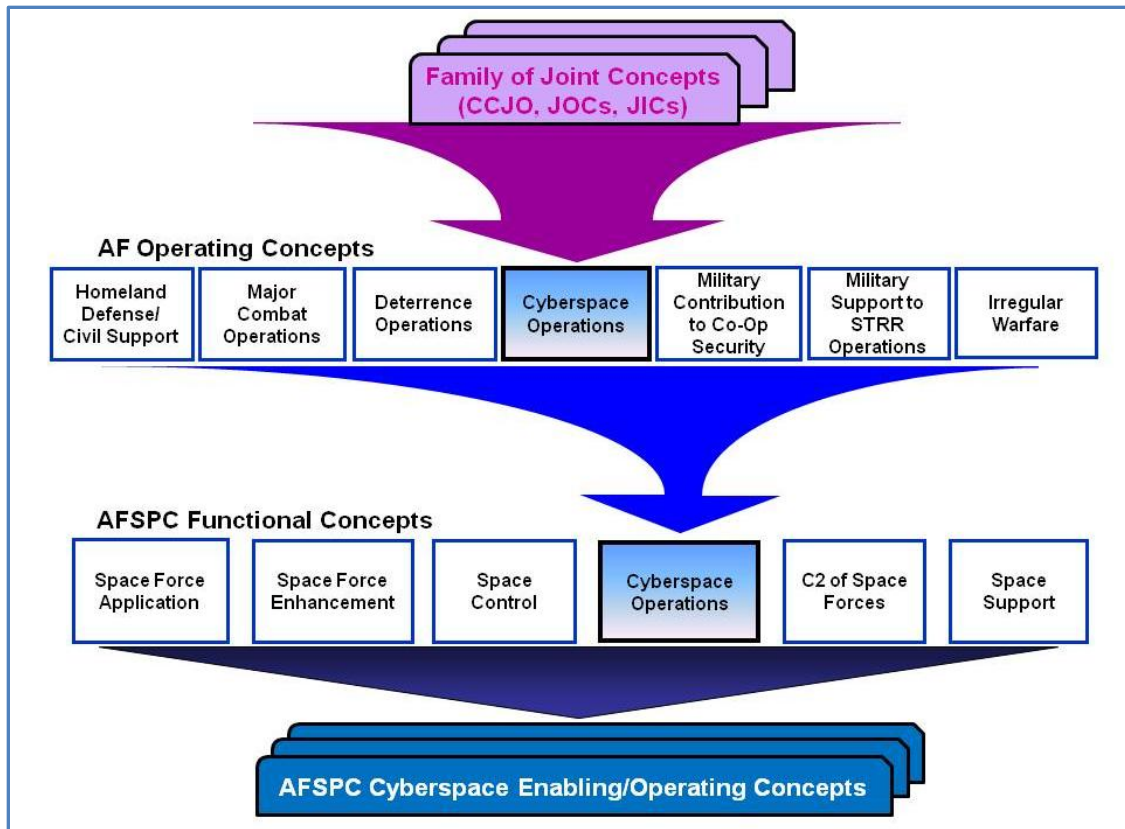 Family of Joint Concepts
(CCJO, JOCs, JICs)
AF Operating Concepts
Homeland
Defense/
Civil Support
Major
Combat
Operations
Deterrence
Operations
Cyberspace
Operations
Military
Contribution
to Co-Op
Security
Military
Support to
STRR
Operations
Irregular
Warfare
AFSPC Functional Concepts
Space Force
Application
Space Force
Enhancement
Space
Control
Cyberspace
Operations
C2 of Space
Forces
Space
Support
AFSPC Cyberspace Enabling/Operating Concepts